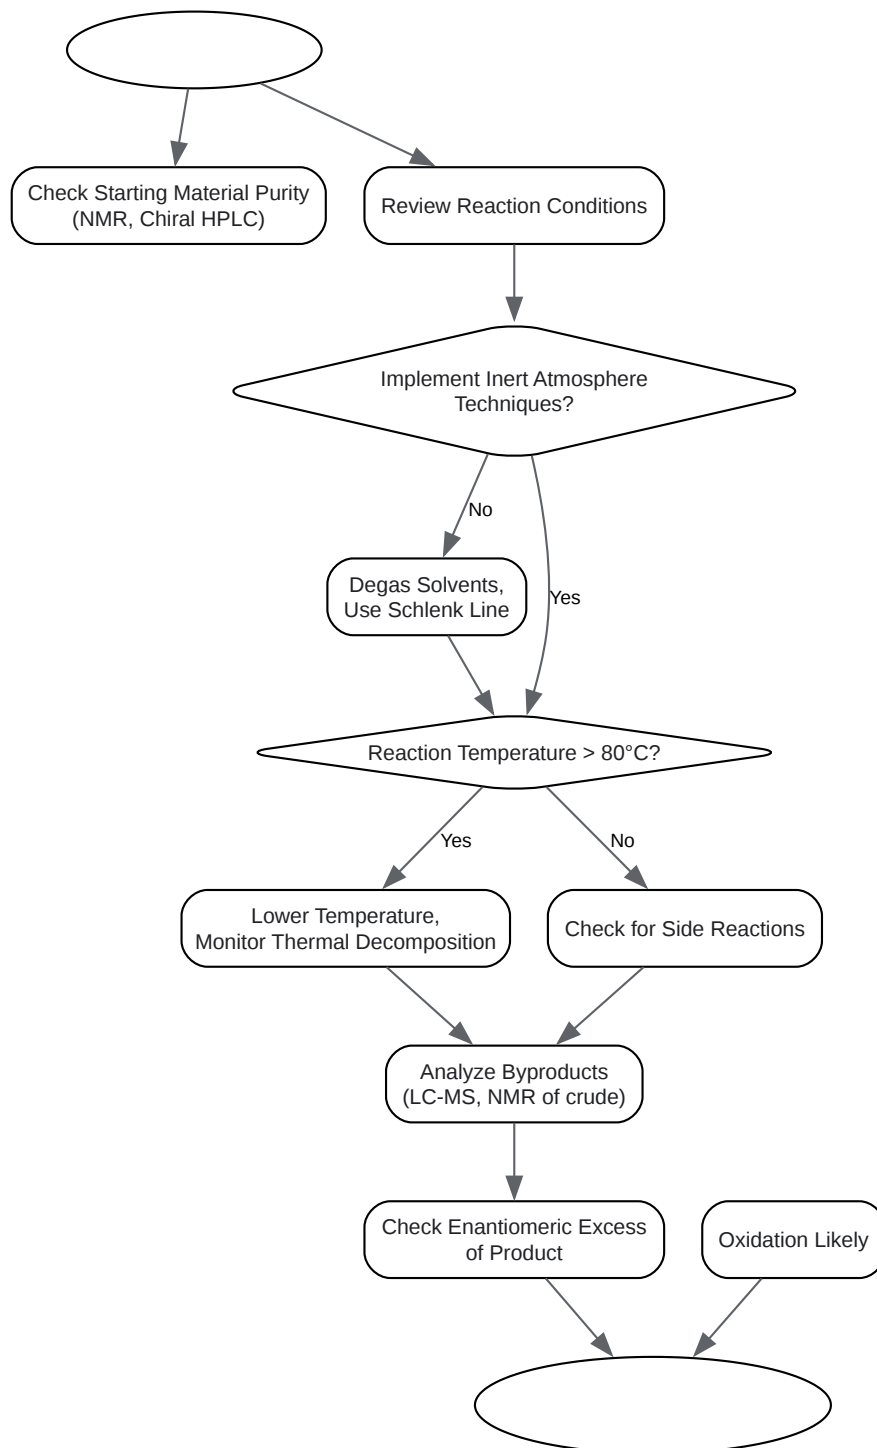 Check Starting Material Purity
(NMR, Chiral HPLC)
Review Reaction Conditions
Implement Inert Atmosphere
Techniques?
No
Degas Solvents,
Use Schlenk Line
Yes
Reaction Temperature > 80°C?
Yes
No
Lower Temperature,
Monitor Thermal Decomposition
Check for Side Reactions
Analyze Byproducts
(LC-MS, NMR of crude)
Check Enantiomeric Excess
of Product
Oxidation Likely